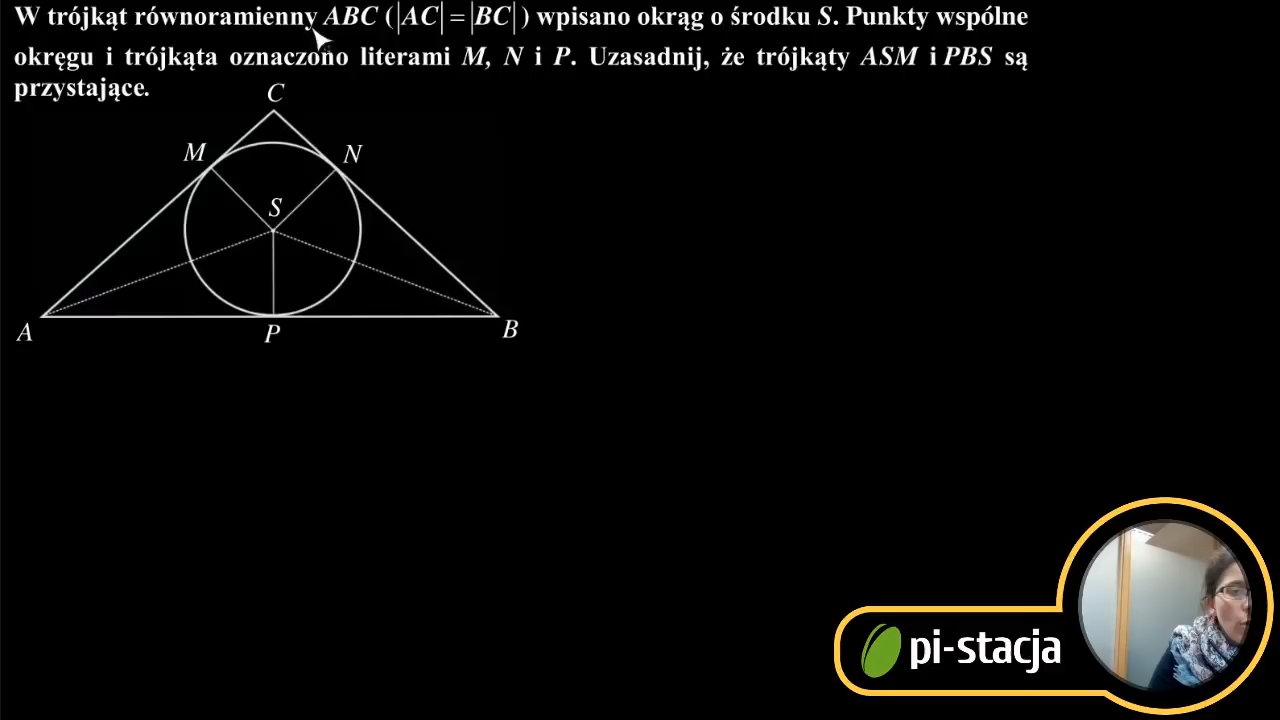 W trójkąt równoramienny ABC (|AC| = |BC|) wpisano okrąg o środku S. Punkty wspólne
okręgu i trójkąta oznaczono literami M, N i P. Uzasadnij, że trójkąty ASM i PBS są
przystające.
C
M
N
S
A
P
B
pi-stacja